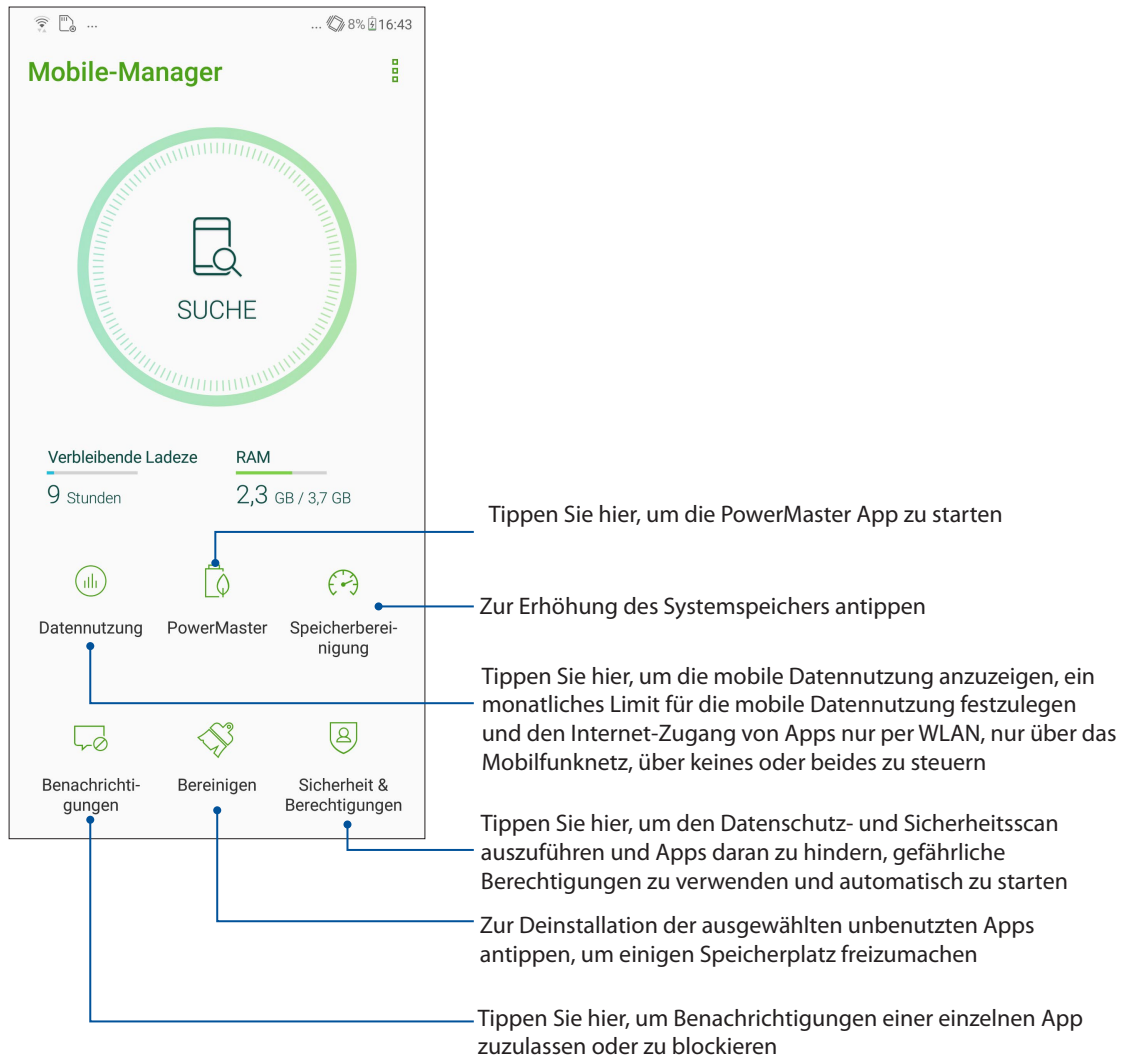 ... ... 8% 16:43
Mobile-Manager
SUCHE
Verbleibende Ladeze RAM
9 Stunden 2,3 GB / 3,7 GB
Tippen Sie hier, um die PowerMaster App zu starten
Zur Erhöhung des Systemspeichers antippen
Datennutzung PowerMaster Speicherberei-
nigung
Tippen Sie hier, um die mobile Datennutzung anzuzeigen, ein
monatliches Limit für die mobile Datennutzung festzulegen
und den Internet-Zugang von Apps nur per WLAN, nur über das
Mobilfunknetz, über keines oder beides zu steuern
Benachrichti-
gungen
Bereinigen
Sicherheit &
Berechtigungen
Tippen Sie hier, um den Datenschutz- und Sicherheitsscan
auszuführen und Apps daran zu hindern, gefährliche
Berechtigungen zu verwenden und automatisch zu starten
Zur Deinstallation der ausgewählten unbenutzten Apps
antippen, um einigen Speicherplatz freizumachen
Tippen Sie hier, um Benachrichtigungen einer einzelnen App
zuzulassen oder zu blockieren